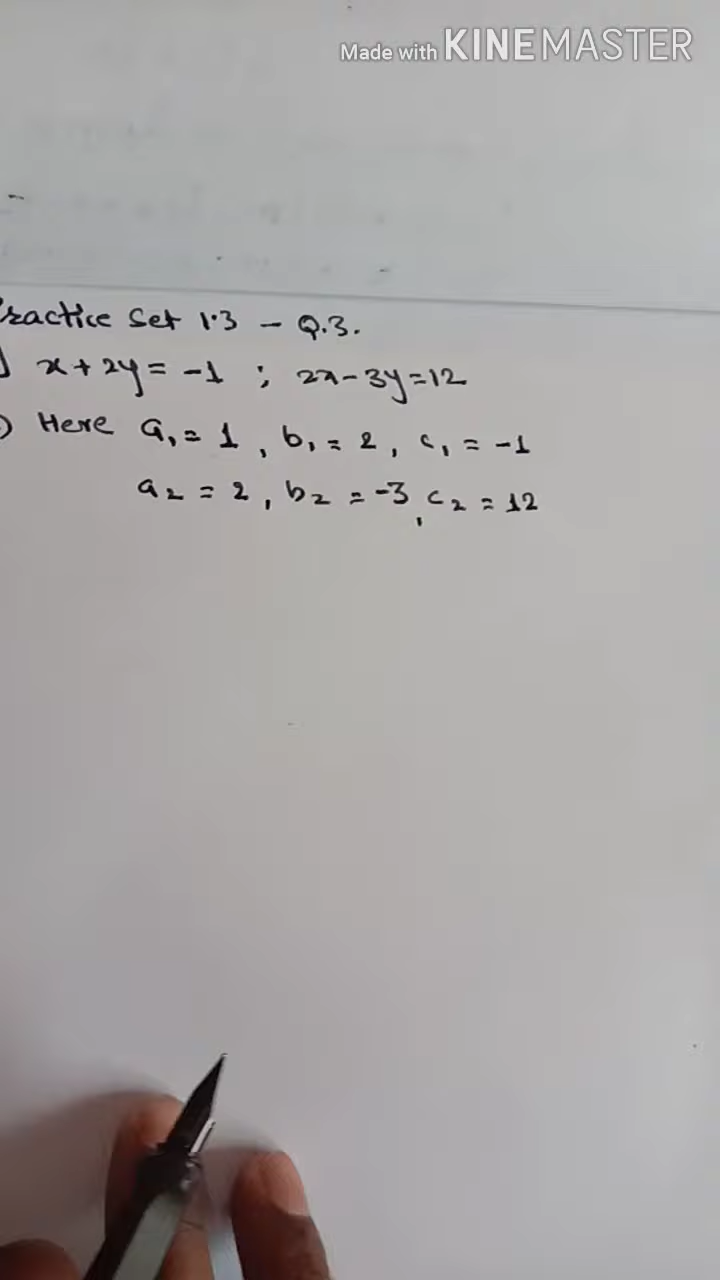 Made with KINEMASTER
ractice Set 1.3 - Q.3.
x + 2y = -1 ; 2x - 3y = 12
) Here a₁ = 1 , b₁ = 2 , c₁ = -1
a₂ = 2 , b₂ = -3 , c₂ = 12